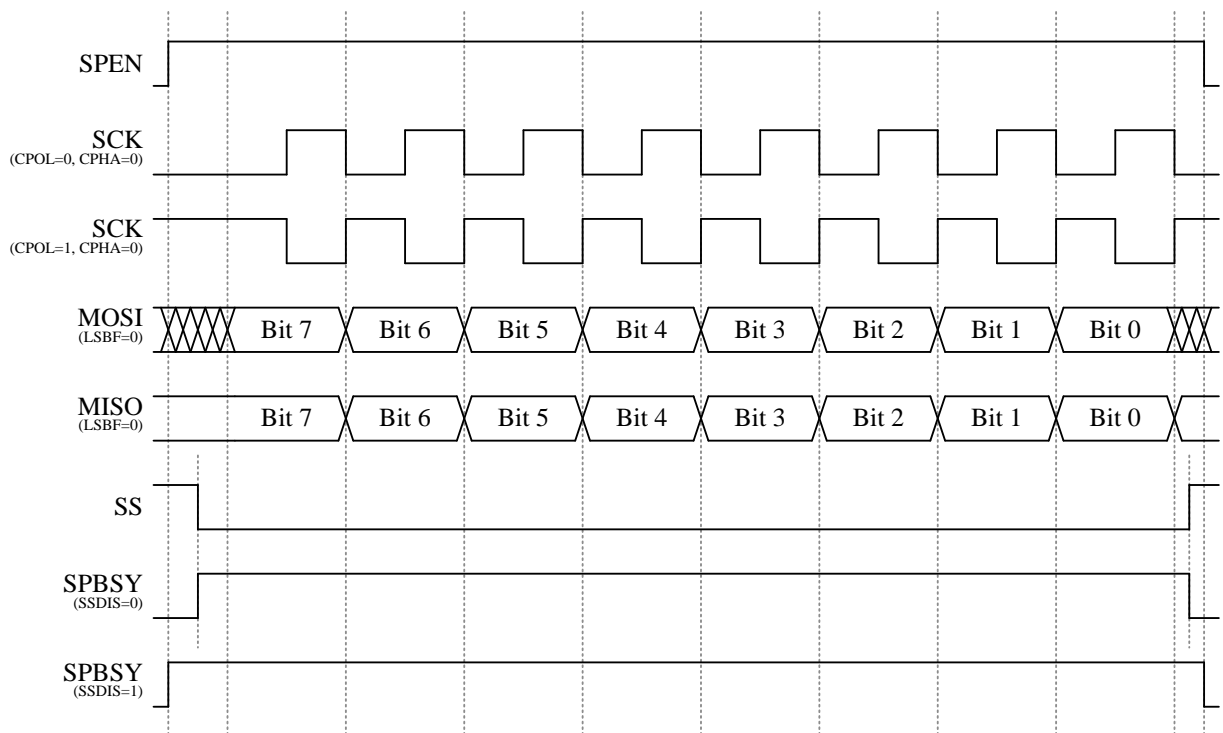 SPEN
SCK
(CPOL=0, CPHA=0)
SCK
(CPOL=1, CPHA=0)
MOSI
(LSBF=0)
Bit 7 Bit 6 Bit 5 Bit 4 Bit 3 Bit 2 Bit 1 Bit 0
MISO
(LSBF=0)
Bit 7 Bit 6 Bit 5 Bit 4 Bit 3 Bit 2 Bit 1 Bit 0
SS
SPBSY
(SSDIS=0)
SPBSY
(SSDIS=1)